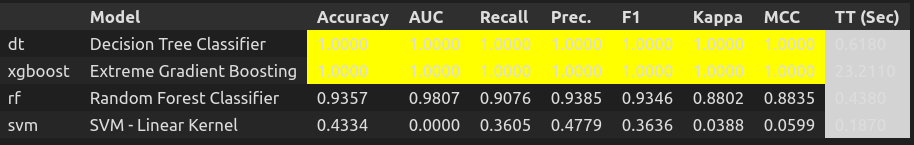 Model Accuracy AUC Recall Prec. F1 Kappa MCC TT (Sec)
dt Decision Tree Classifier 1.0000 1.0000 1.0000 1.0000 1.0000 1.0000 1.0000 0.6180
xgboost Extreme Gradient Boosting 1.0000 1.0000 1.0000 1.0000 1.0000 1.0000 1.0000 23.2110
rf Random Forest Classifier 0.9357 0.9807 0.9076 0.9385 0.9346 0.8802 0.8835 0.4380
svm SVM - Linear Kernel 0.4334 0.0000 0.3605 0.4779 0.3636 0.0388 0.0599 0.1870